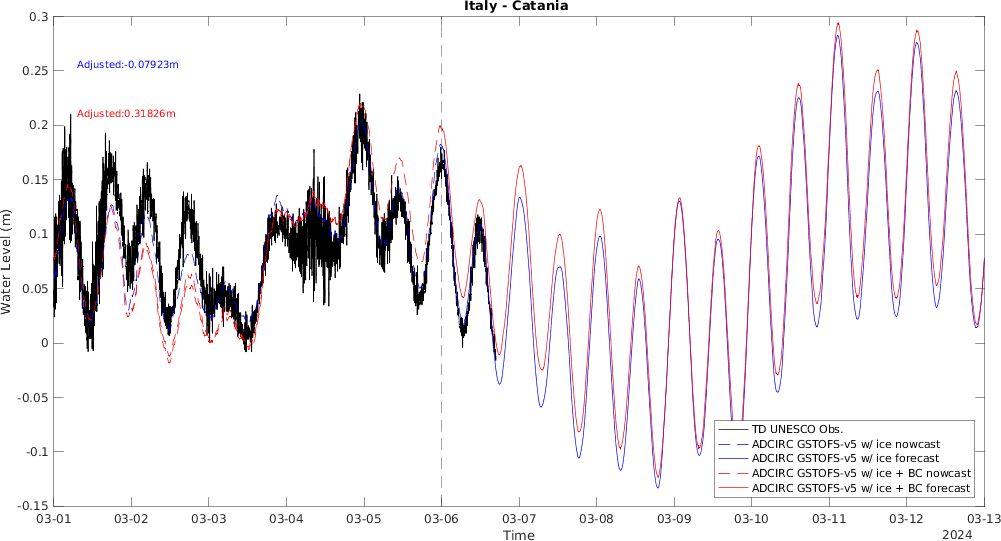 Italy - Catania
0.3
0.25
0.2
0.15
0.1
0.05
0
-0.05
-0.1
-0.15
Water Level (m)
Adjusted:-0.07923m
Adjusted:0.31826m
TD UNESCO Obs.
ADCIRC GSTOFS-v5 w/ ice nowcast
ADCIRC GSTOFS-v5 w/ ice forecast
ADCIRC GSTOFS-v5 w/ ice + BC nowcast
ADCIRC GSTOFS-v5 w/ ice + BC forecast
03-01 03-02 03-03 03-04 03-05 03-06 03-07 03-08 03-09 03-10 03-11 03-12 03-13
Time
2024